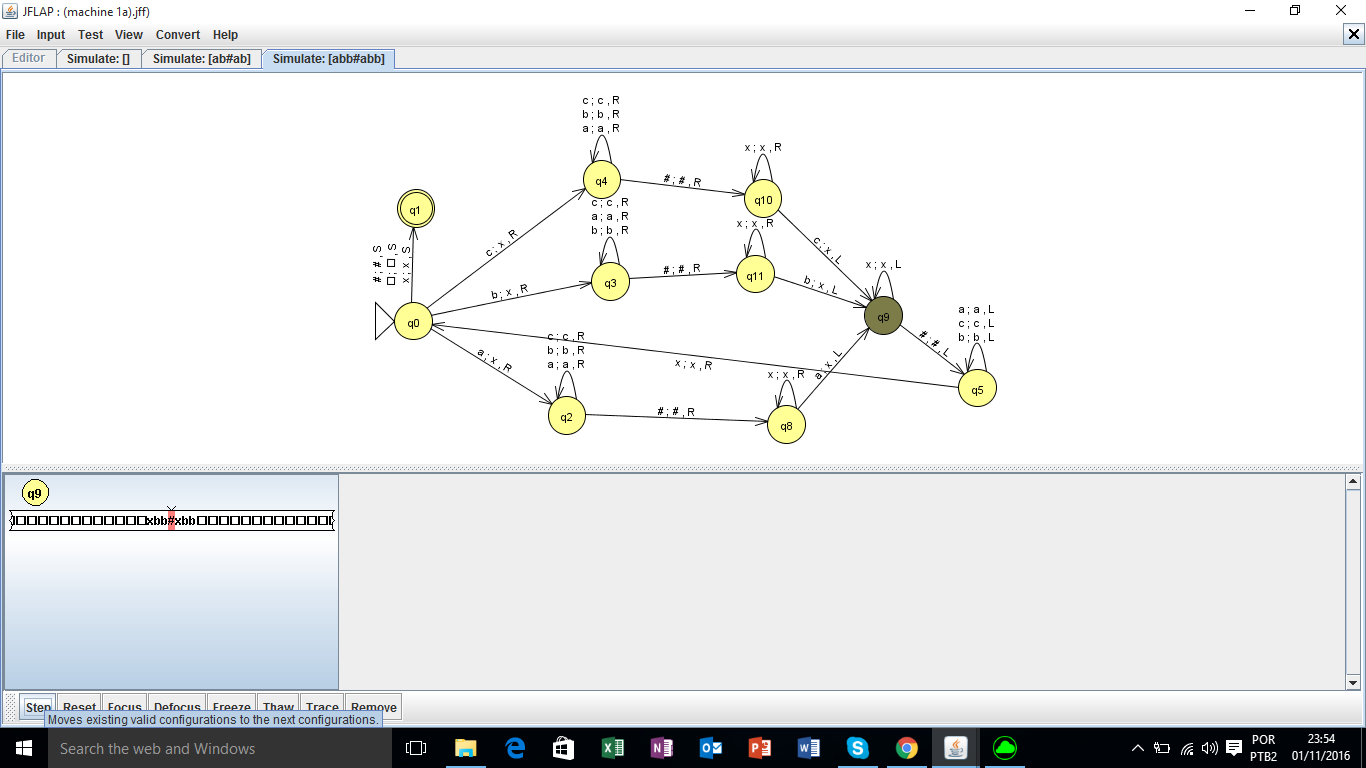 JFLAP : (machine 1a).jff)
File Input Test View Convert Help
Editor Simulate: [] Simulate: [ab#ab] Simulate: [abb#abb]
c ; c , R
b ; b , R
a ; a , R
q4
# ; # , R
x ; x , R
q10
q1
# ; # , S
□ ; □ , S
x ; x , S
c ; x , R
c ; c , R
a ; a , R
b ; b , R
q3
# ; # , R
x ; x , R
q11
c ; x , L
b ; x , L
x ; x , L
q9
q0
b ; x , R
a ; x , R
c ; c , R
b ; b , R
a ; a , R
q2
# ; # , R
x ; x , R
x ; x , R
q8
a ; x , L
# ; # , L
a ; a , L
c ; c , L
b ; b , L
q5
q9
□□□□□□□□□□□□xbb#xbb□□□□□□□□□□□□
Step Reset Focus Defocus Freeze Thaw Trace Remove
Moves existing valid configurations to the next configurations.
Search the web and Windows
POR
PTB2
23:54
01/11/2016